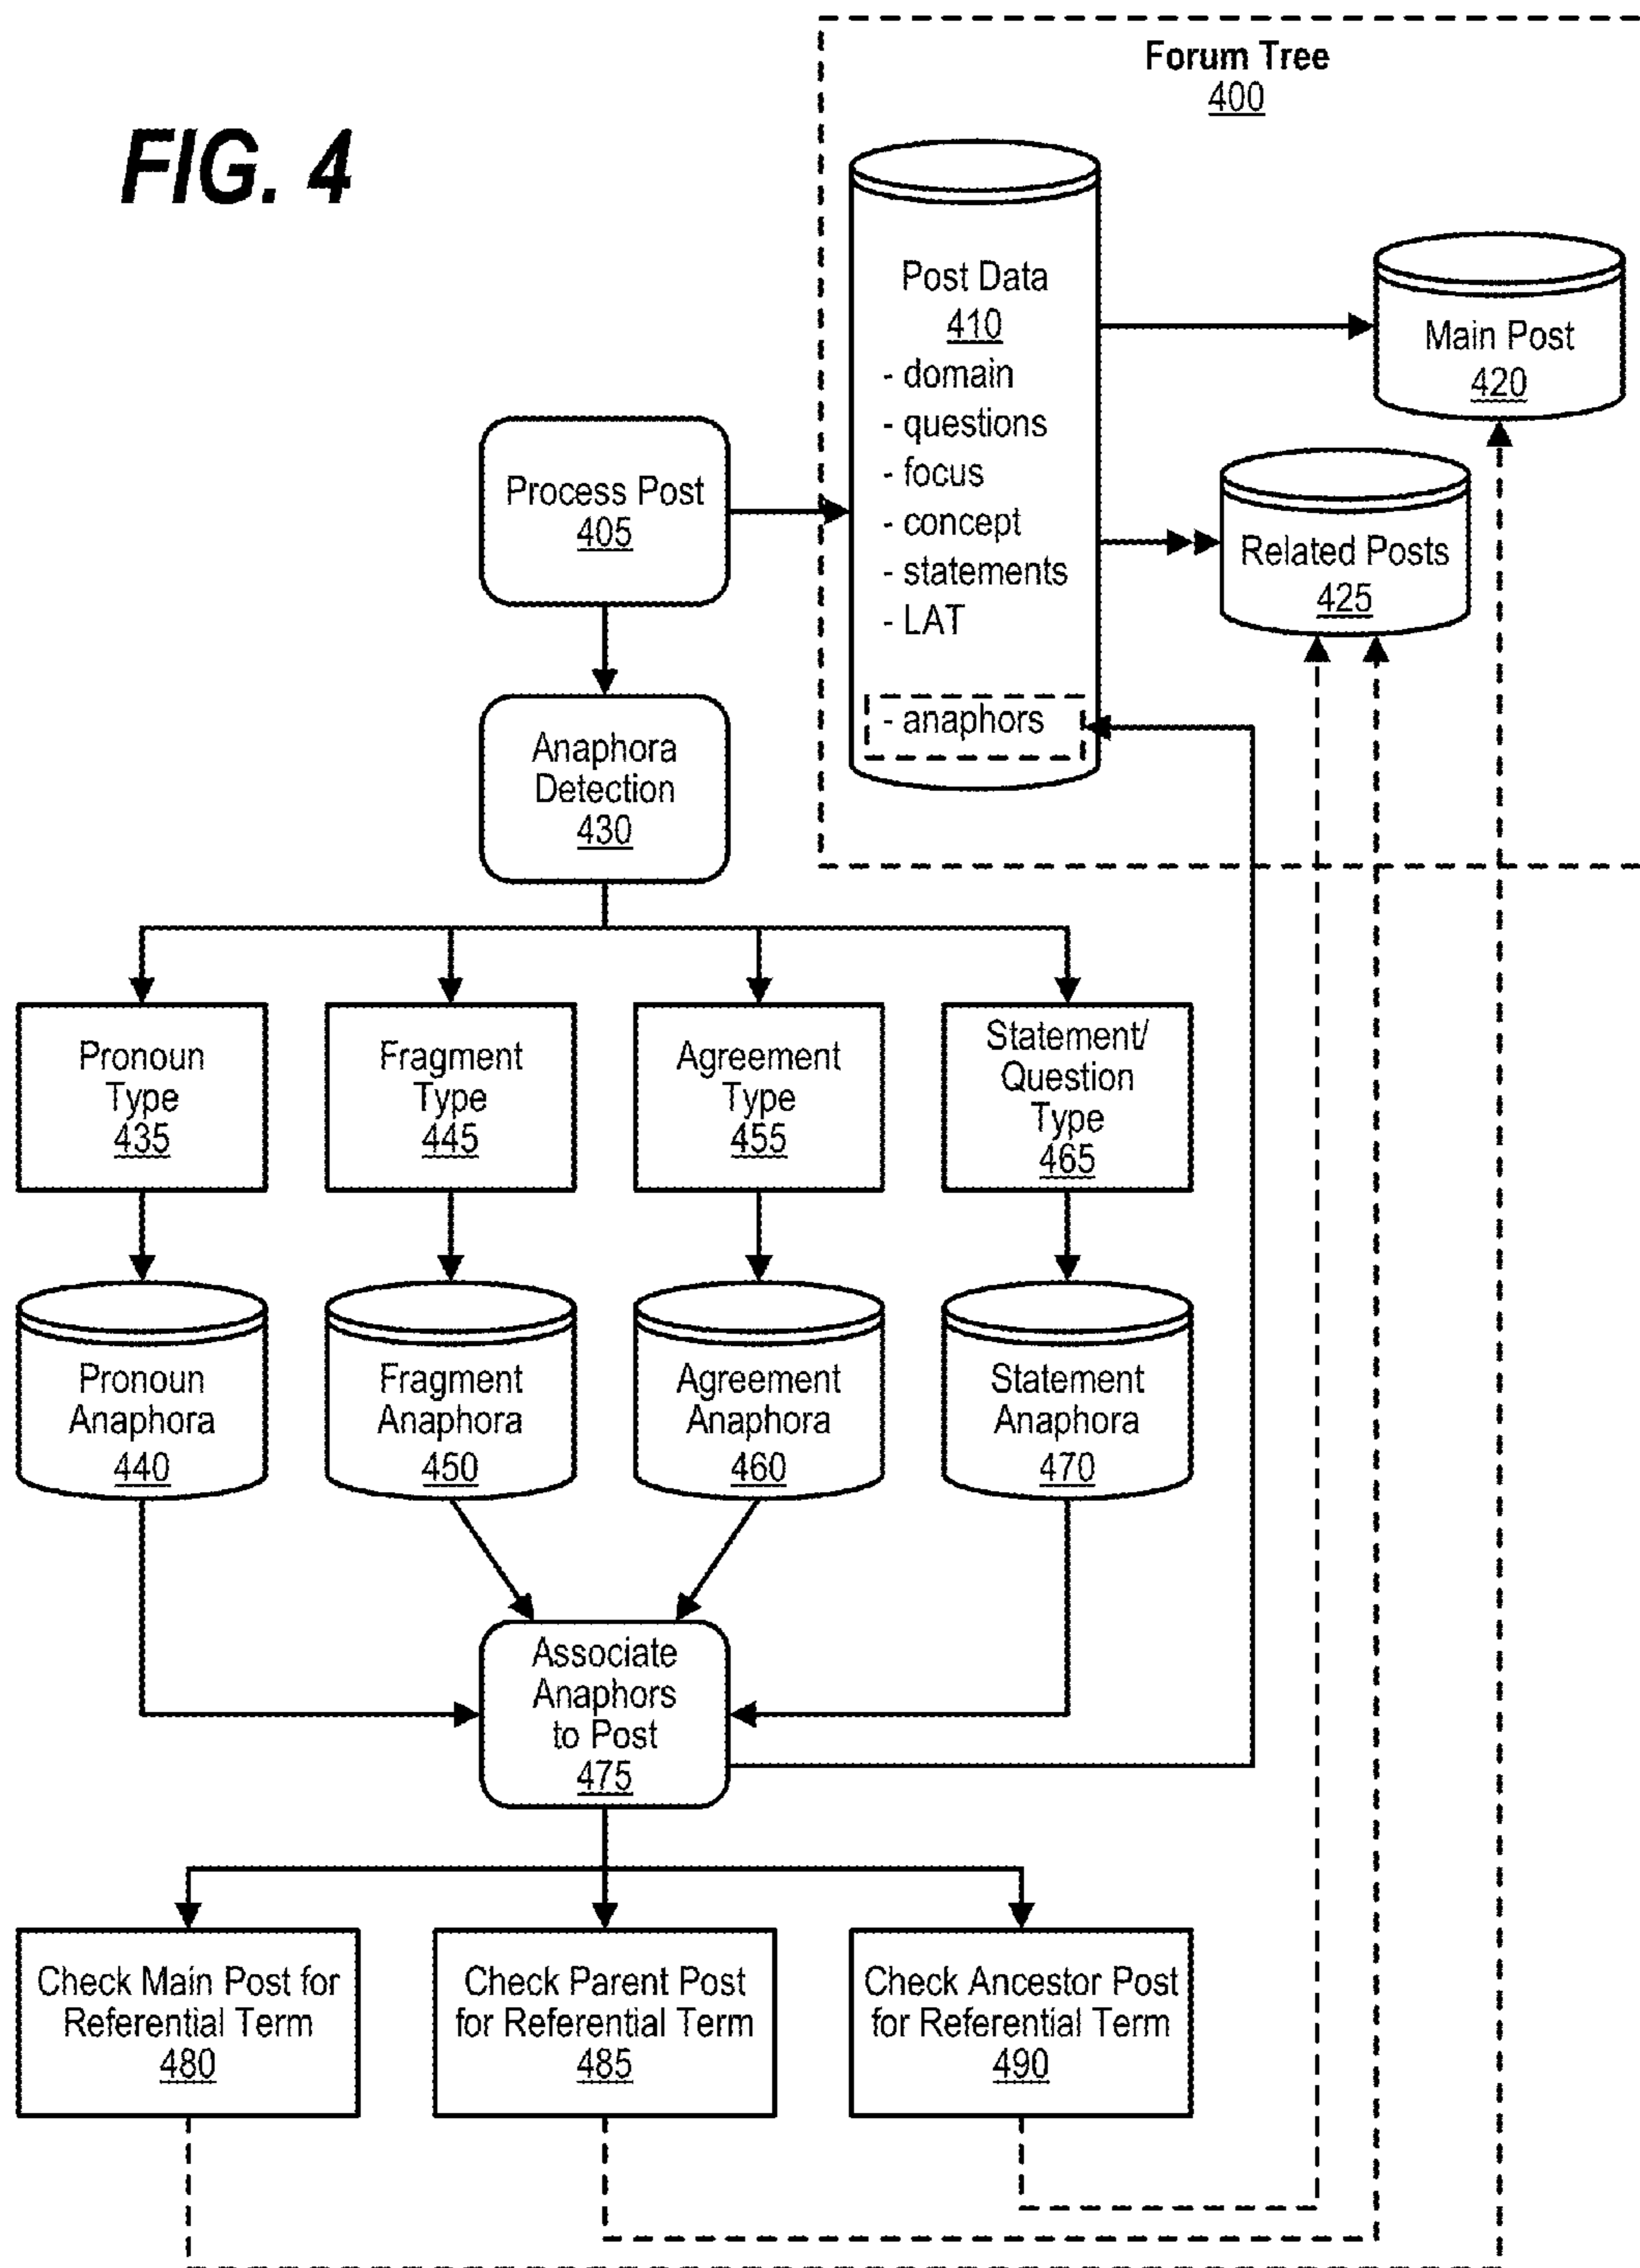 FIG. 4
Forum Tree
400
Post Data
410
- domain
- questions
- focus
- concept
- statements
- LAT
- anaphors
Main Post
420
Related Posts
425
Process Post
405
Anaphora
Detection
430
Pronoun
Type
435
Fragment
Type
445
Agreement
Type
455
Statement/
Question
Type
465
Pronoun
Anaphora
440
Fragment
Anaphora
450
Agreement
Anaphora
460
Statement
Anaphora
470
Associate
Anaphors
to Post
475
Check Main Post for
Referential Term
480
Check Parent Post
for Referential Term
485
Check Ancestor Post
for Referential Term
490